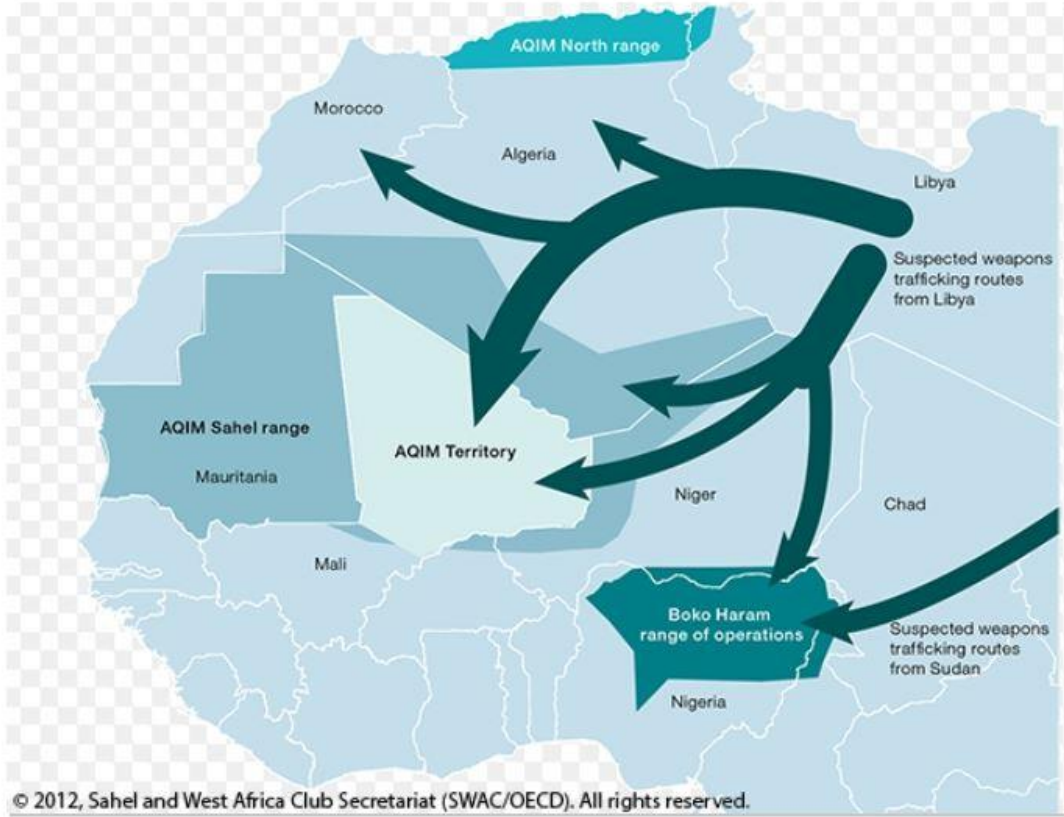 AQIM North range
Morocco
Algeria
Libya
Suspected weapons
trafficking routes
from Libya
AQIM Sahel range
AQIM Territory
Mauritania
Niger
Chad
Mali
Boko Haram
range of operations
Suspected weapons
trafficking routes
from Sudan
Nigeria
© 2012, Sahel and West Africa Club Secretariat (SWAC/OECD). All rights reserved.